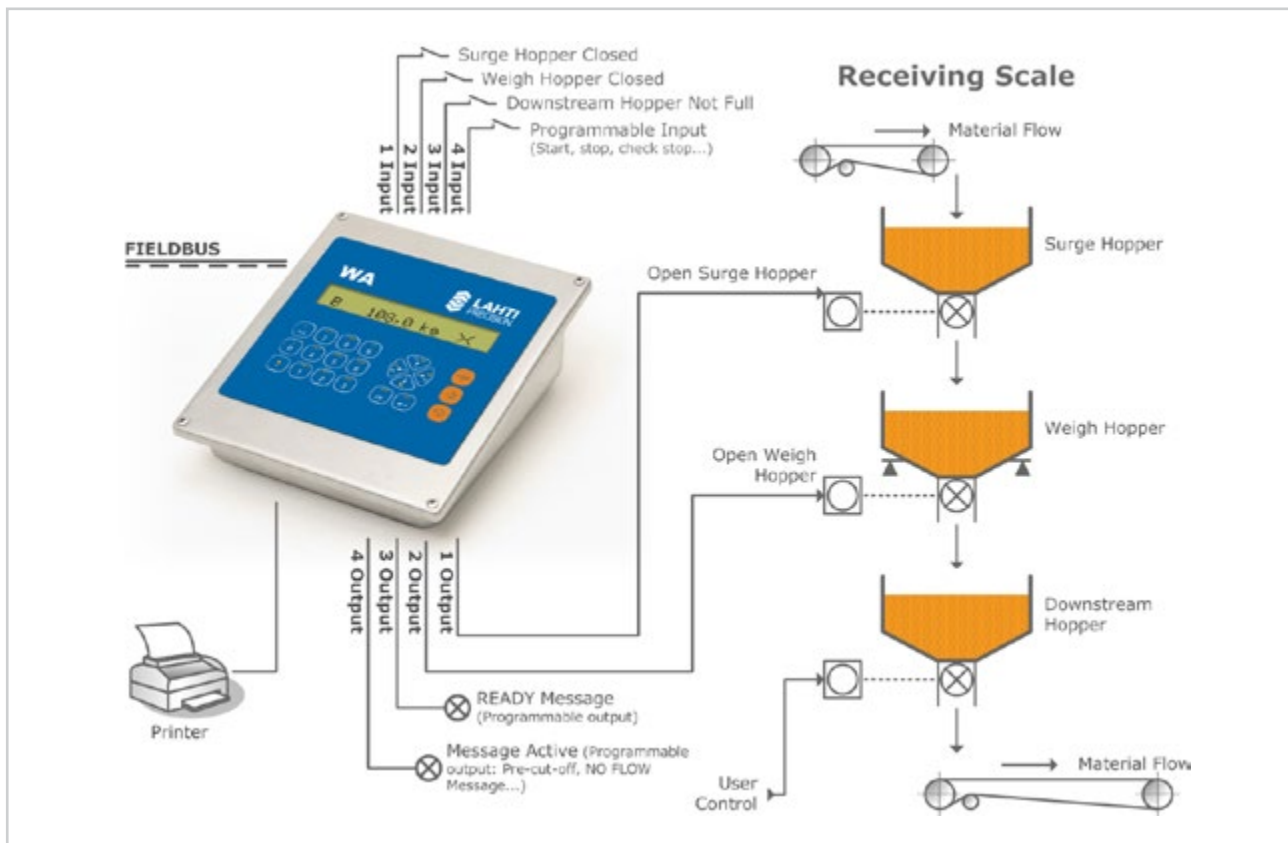 Surge Hopper Closed
Weigh Hopper Closed
Downstream Hopper Not Full
Programmable Input
(Start, stop, check stop...)
1 Input
2 Input
3 Input
4 Input
Receiving Scale
Material Flow
Surge Hopper
FIELDBUS
Open Surge Hopper
WA
LAHTI
PRECISION
B 108.0 kg
Weigh Hopper
Open Weigh
Hopper
4 Output
3 Output
2 Output
1 Output
Downstream
Hopper
READY Message
(Programmable output)
Printer
Message Active (Programmable
output: Pre-cut-off, NO FLOW
Message...)
User
Control
Material Flow